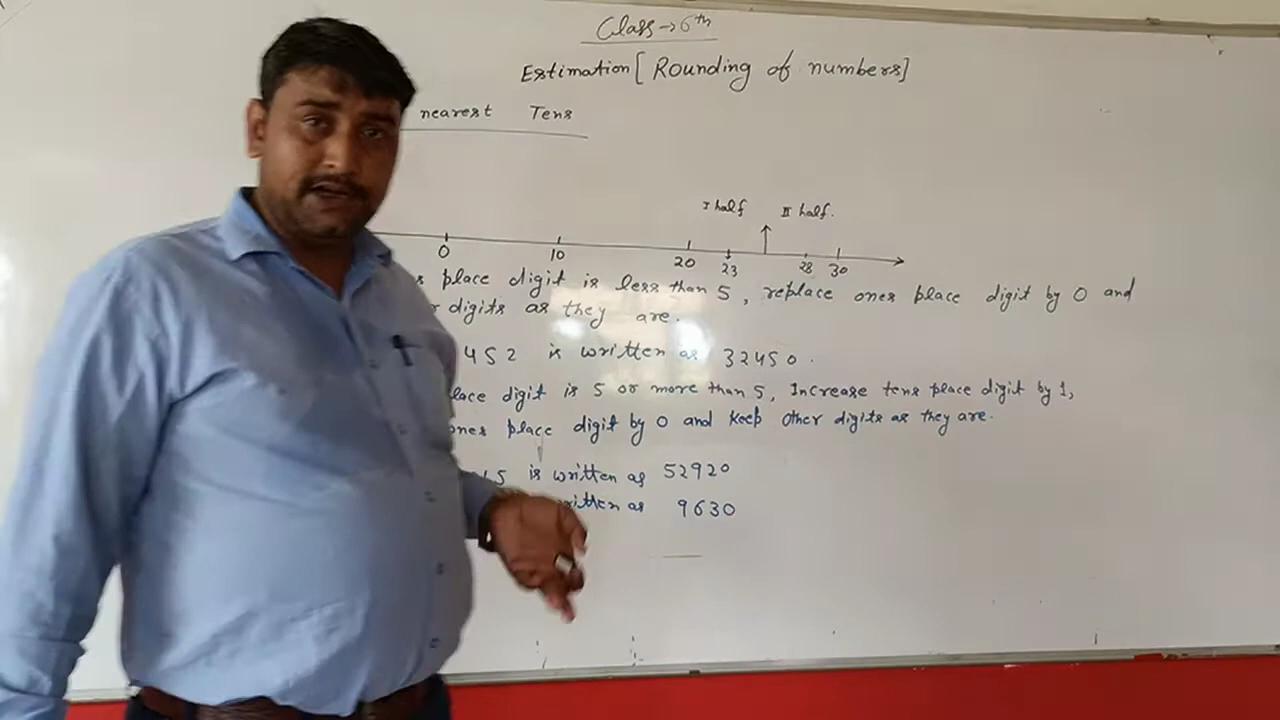 Class → 6th
Estimation [ Rounding of numbers]
nearest Tens
I half II half.
0 10 20 23 28 30
place digit is less than 5, replace ones place digit by 0 and
digits as they are.
452 is written as 32450.
place digit is 5 or more than 5, Increase tens place digit by 1,
ones place digit by 0 and Keep Other digits as they are.
15 is written as 52920
written as 9630